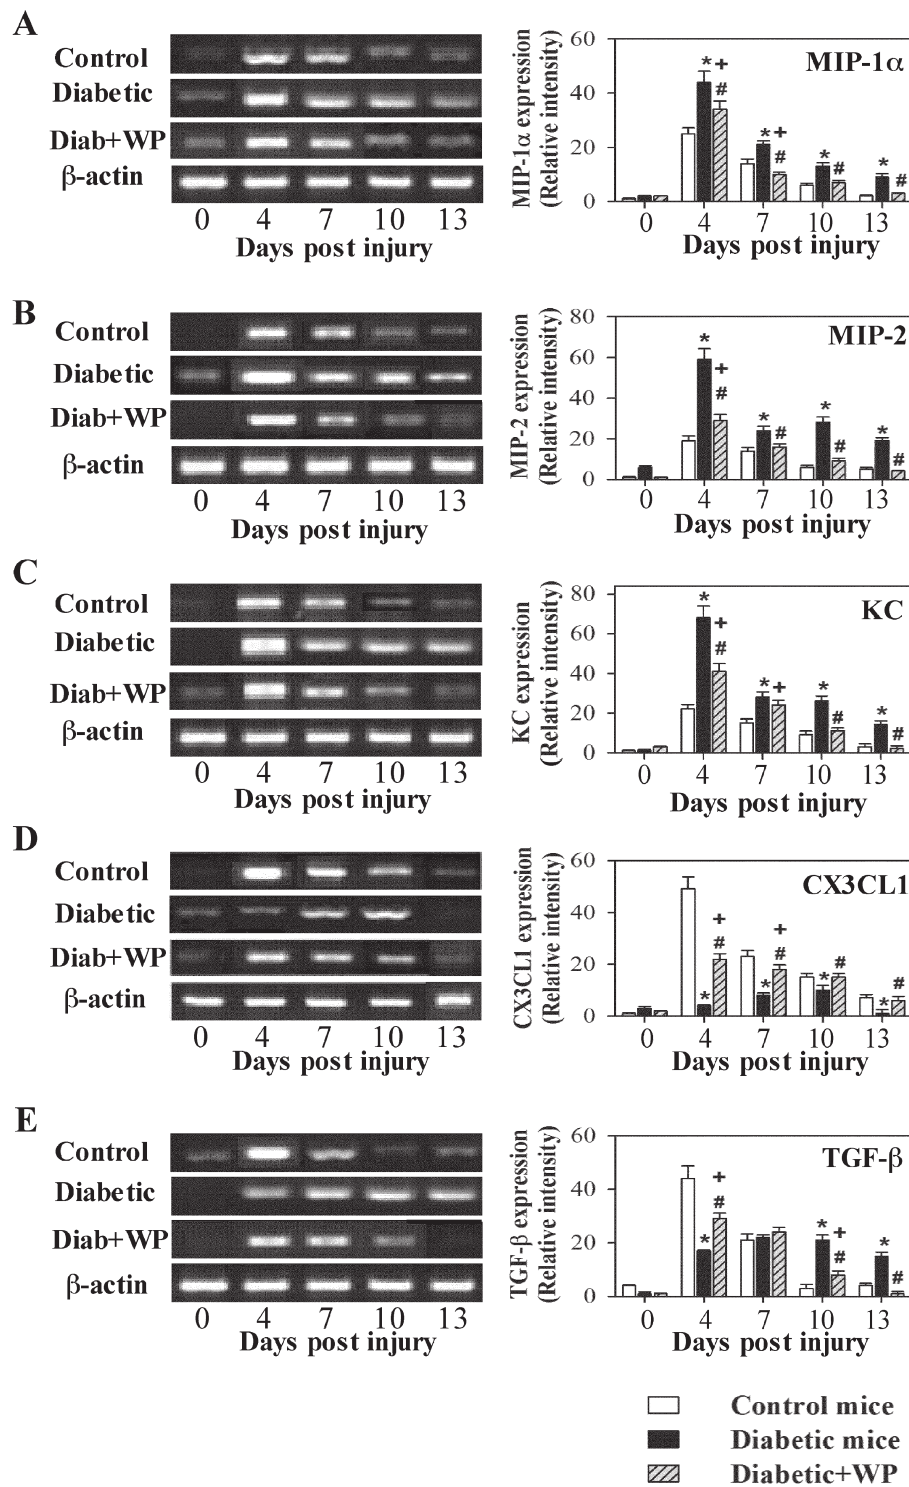 A
Control
Diabetic
Diab+WP
β-actin
0 4 7 10 13
Days post injury
MIP-1α expression
(Relative intensity)
60
40
20
0
MIP-1α
* + #
* + #
* #
* #
0 4 7 10 13
Days post injury
B
Control
Diabetic
Diab+WP
β-actin
0 4 7 10 13
Days post injury
MIP-2 expression
(Relative intensity)
80
60
40
20
0
MIP-2
* + #
* #
* #
* #
0 4 7 10 13
Days post injury
C
Control
Diabetic
Diab+WP
β-actin
0 4 7 10 13
Days post injury
KC expression
(Relative intensity)
80
60
40
20
0
KC
* + #
* +
* #
* #
0 4 7 10 13
Days post injury
D
Control
Diabetic
Diab+WP
β-actin
0 4 7 10 13
Days post injury
CX3CL1 expression
(Relative intensity)
60
40
20
0
CX3CL1
* + #
* + #
* #
* #
0 4 7 10 13
Days post injury
E
Control
Diabetic
Diab+WP
β-actin
0 4 7 10 13
Days post injury
TGF-β expression
(Relative intensity)
60
40
20
0
TGF-β
* + #
* + #
* #
0 4 7 10 13
Days post injury
Control mice
Diabetic mice
Diabetic+WP